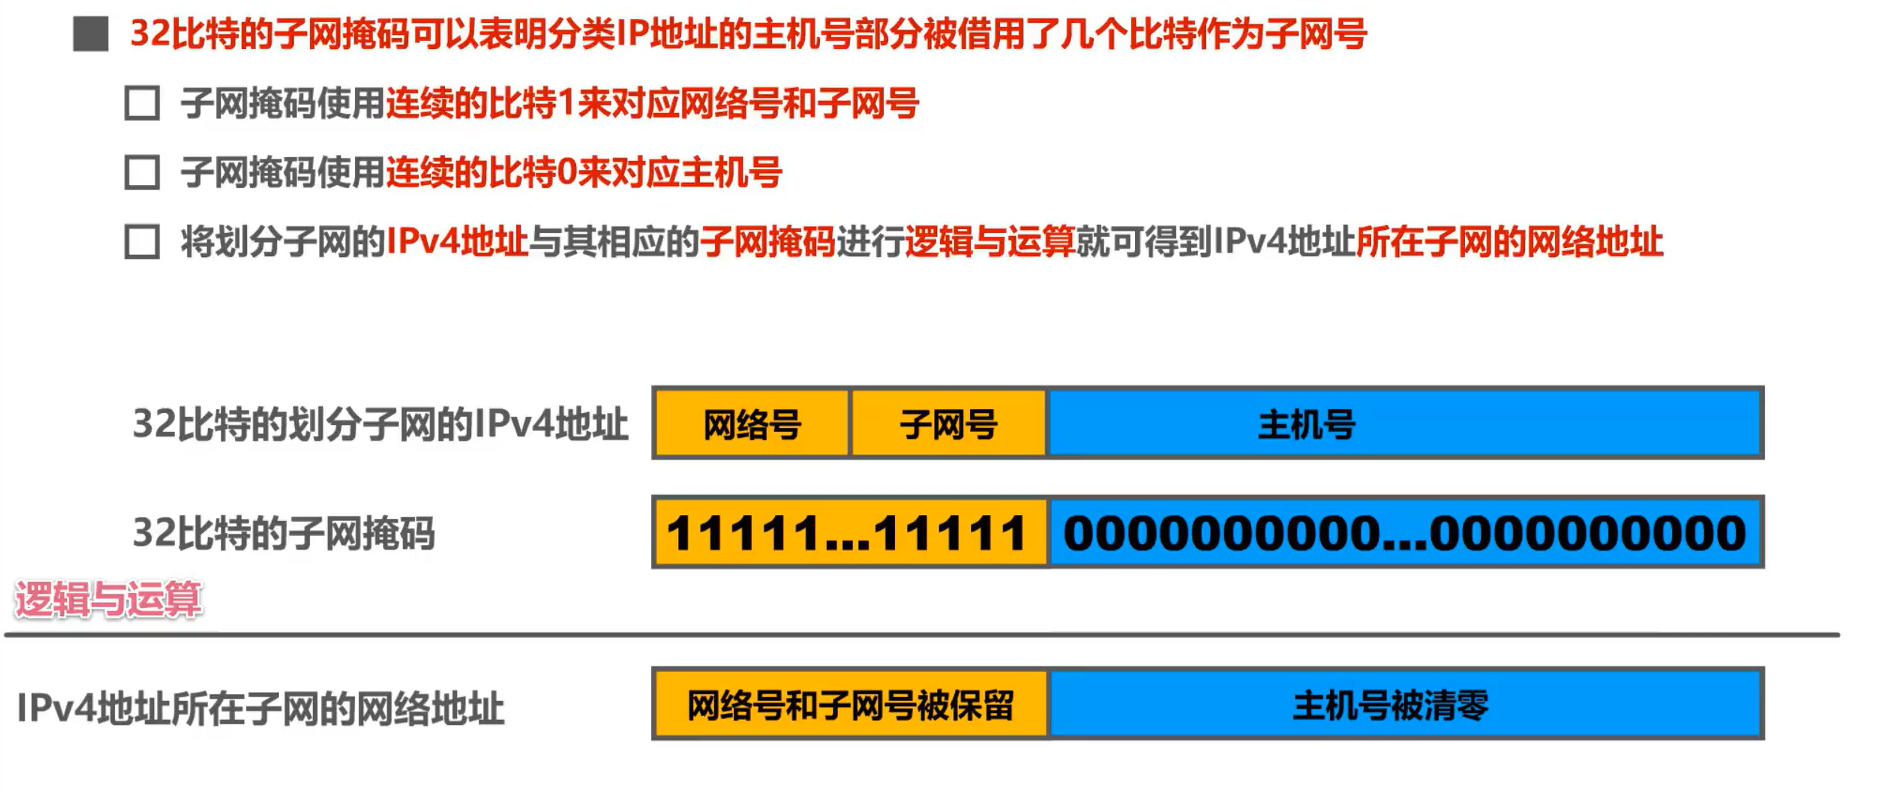 32比特的子网掩码可以表明分类IP地址的主机号部分被借用了几个比特作为子网号
子网掩码使用连续的比特1来对应网络号和子网号
子网掩码使用连续的比特0来对应主机号
将划分子网的IPv4地址与其相应的子网掩码进行逻辑与运算就可得到IPv4地址所在子网的网络地址
32比特的划分子网的IPv4地址 网络号 子网号 主机号
32比特的子网掩码 11111...11111 0000000000...0000000000
逻辑与运算
IPv4地址所在子网的网络地址 网络号和子网号被保留 主机号被清零